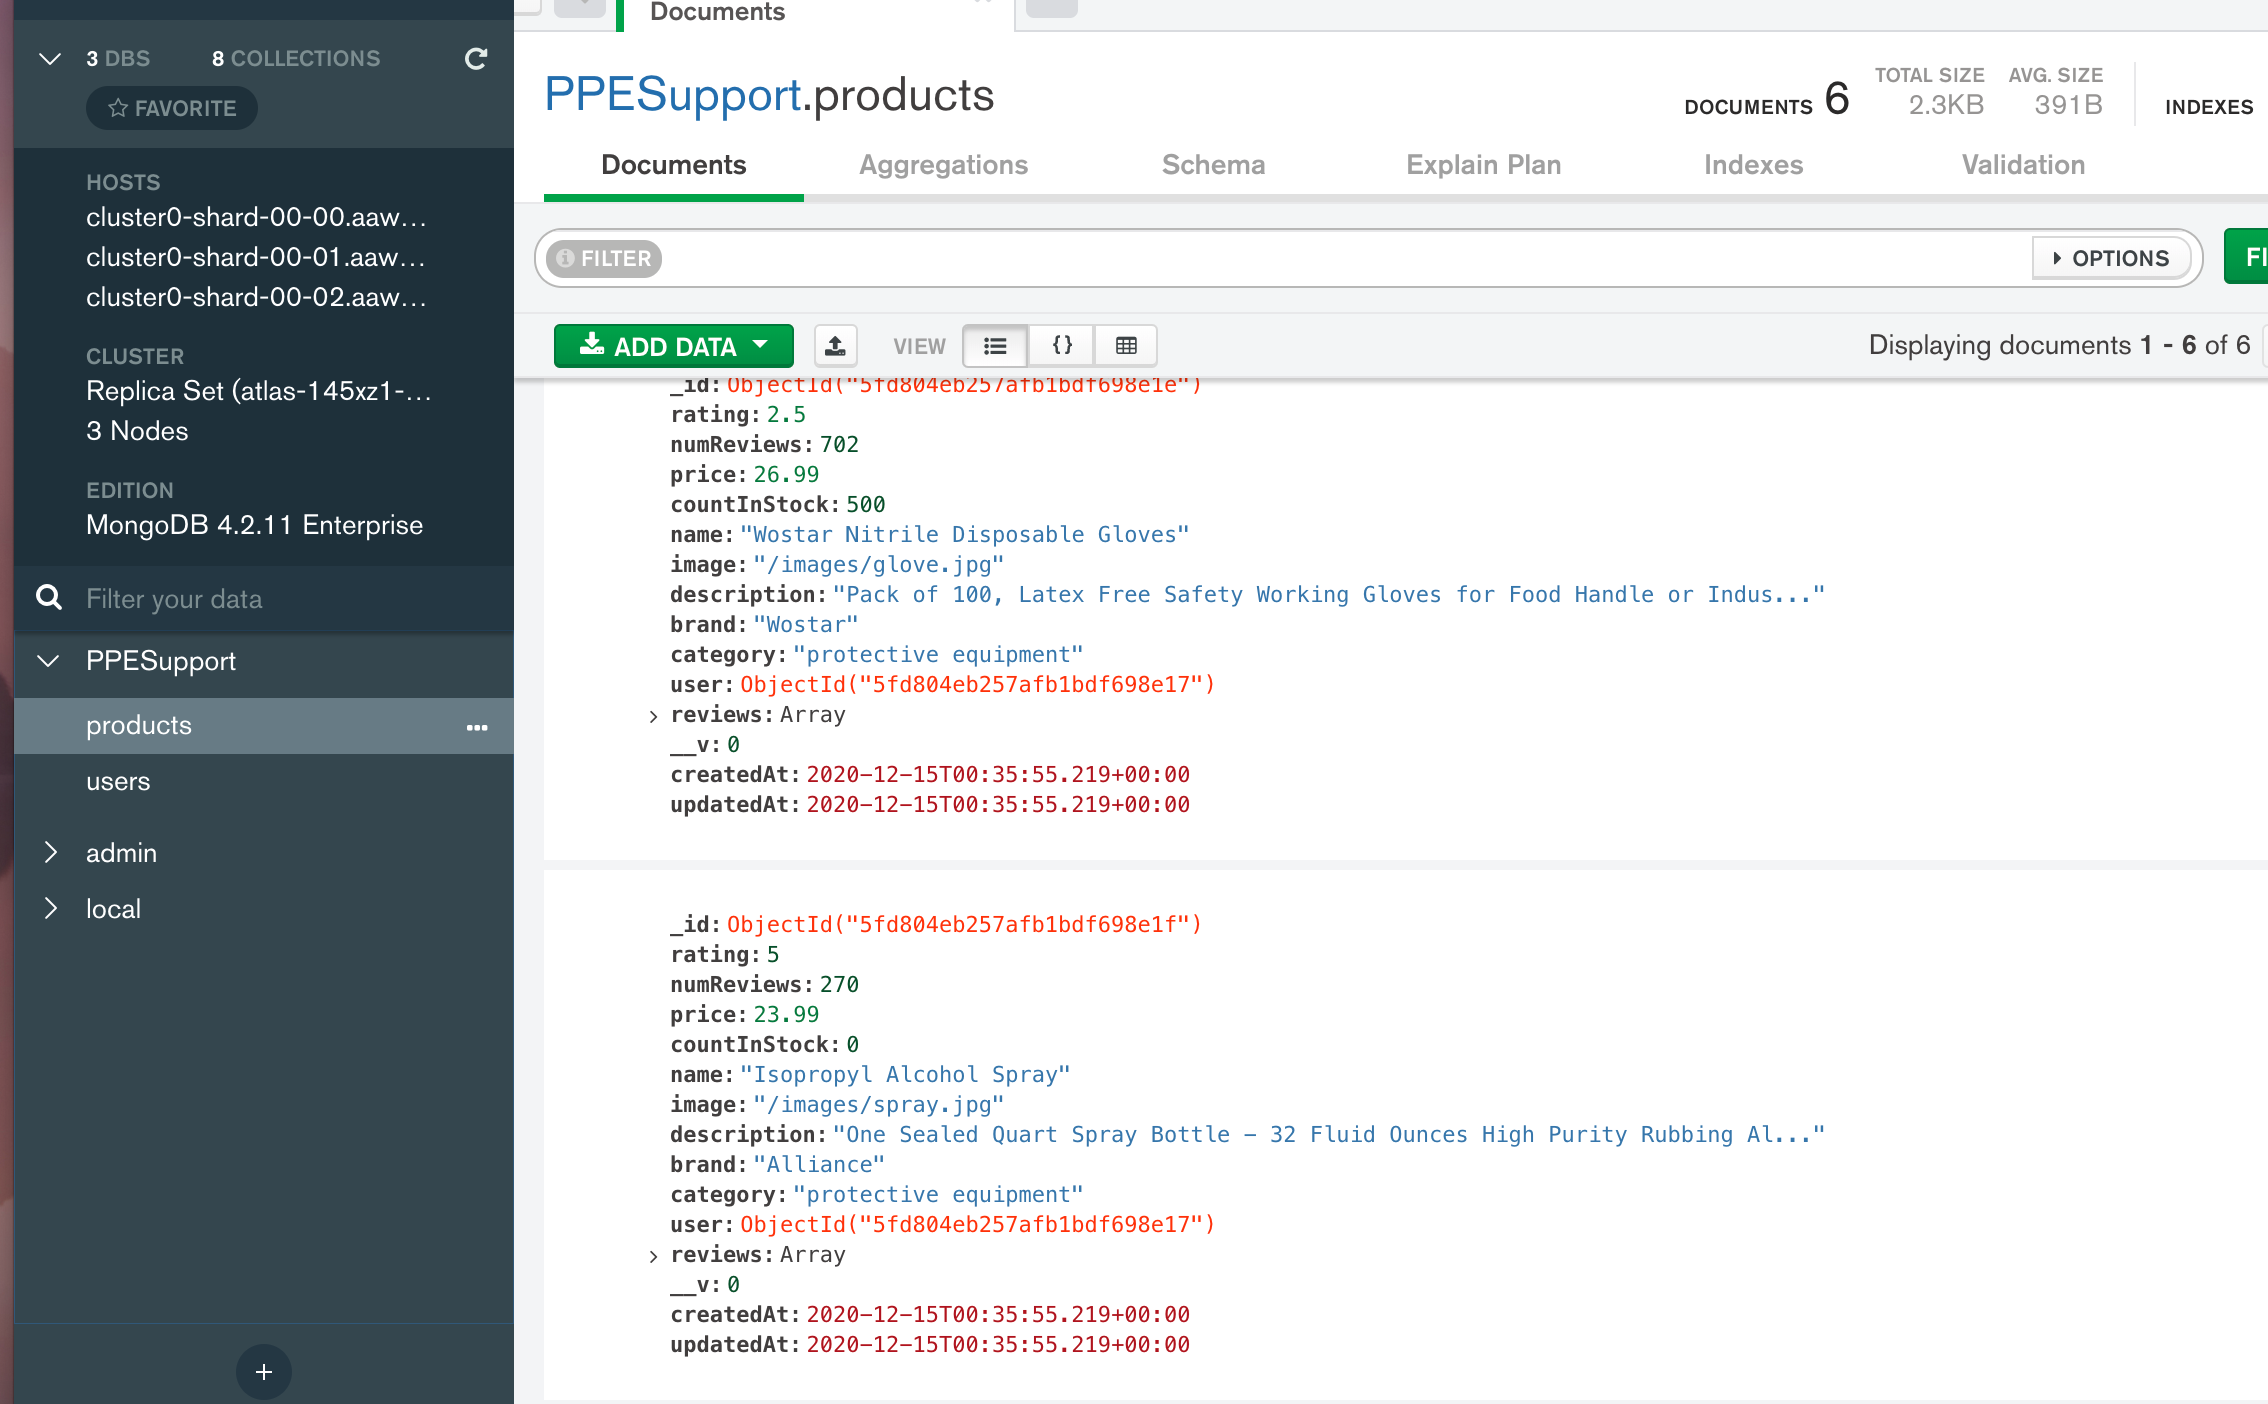 3 DBS 8 COLLECTIONS
FAVORITE
HOSTS
cluster0-shard-00-00.aaw...
cluster0-shard-00-01.aaw...
cluster0-shard-00-02.aaw...
CLUSTER
Replica Set (atlas-145xz1-...
3 Nodes
EDITION
MongoDB 4.2.11 Enterprise
Filter your data
PPESupport
products
users
admin
local
Documents
PPESupport.products
DOCUMENTS 6
TOTAL SIZE
2.3KB
AVG. SIZE
391B
INDEXES
Documents Aggregations Schema Explain Plan Indexes Validation
FILTER
OPTIONS
FI
ADD DATA
VIEW
{}
Displaying documents 1 - 6 of 6
_id: ObjectId("5fd804eb257afb1bdf698e1e")
rating: 2.5
numReviews: 702
price: 26.99
countInStock: 500
name: "Wostar Nitrile Disposable Gloves"
image: "/images/glove.jpg"
description: "Pack of 100, Latex Free Safety Working Gloves for Food Handle or Indus..."
brand: "Wostar"
category: "protective equipment"
user: ObjectId("5fd804eb257afb1bdf698e17")
reviews: Array
__v: 0
createdAt: 2020-12-15T00:35:55.219+00:00
updatedAt: 2020-12-15T00:35:55.219+00:00
_id: ObjectId("5fd804eb257afb1bdf698e1f")
rating: 5
numReviews: 270
price: 23.99
countInStock: 0
name: "Isopropyl Alcohol Spray"
image: "/images/spray.jpg"
description: "One Sealed Quart Spray Bottle – 32 Fluid Ounces High Purity Rubbing Al..."
brand: "Alliance"
category: "protective equipment"
user: ObjectId("5fd804eb257afb1bdf698e17")
reviews: Array
__v: 0
createdAt: 2020-12-15T00:35:55.219+00:00
updatedAt: 2020-12-15T00:35:55.219+00:00